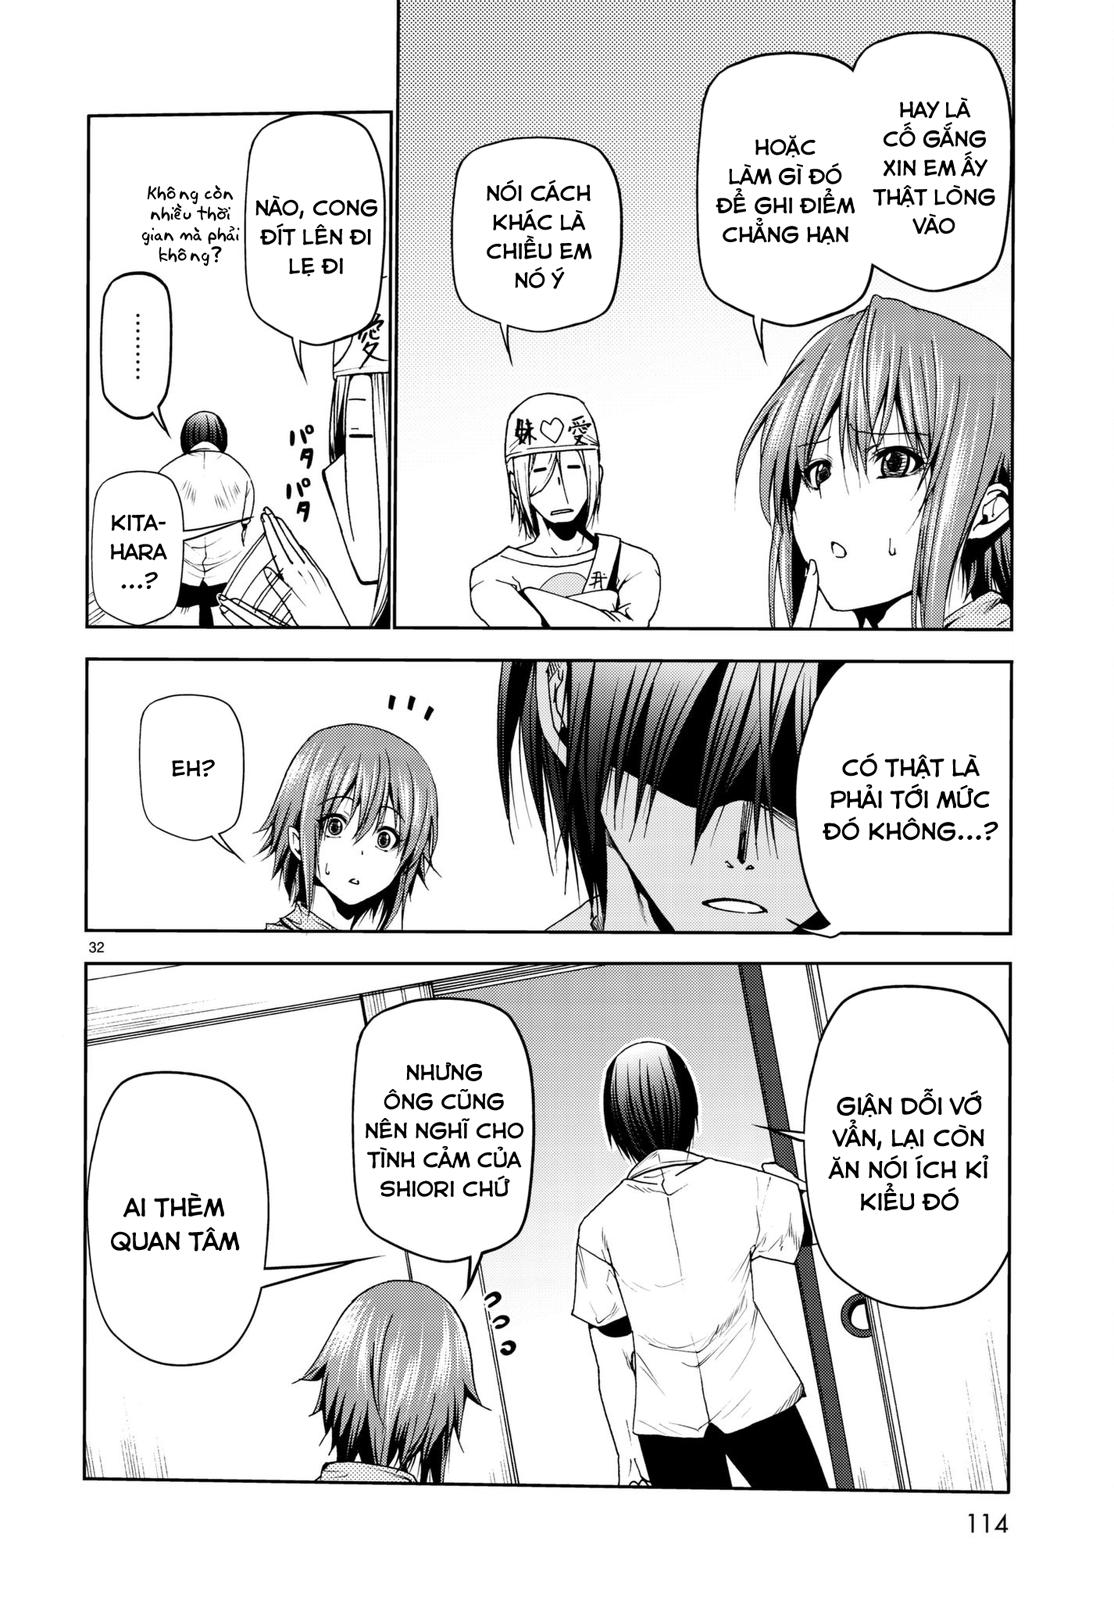 HAY LÀ
CỐ GẮNG
XIN EM ẤY
THẬT LÒNG
VÀO
HOẶC
LÀM GÌ ĐÓ
ĐỂ GHI ĐIỂM
CHẲNG HẠN
NÓI CÁCH
KHÁC LÀ
CHIỀU EM
NÓ Ý
妹♡愛
NÀO, CONG
ĐÍT LÊN ĐI
LẸ ĐI
愛
Không còn
nhiều thời
gian mà phải
không?
パタパタ
.........
KITA-
HARA
...?
CÓ THẬT LÀ
PHẢI TỚI MỨC
ĐÓ KHÔNG...?
EH?
32
GIẬN DỖI VỚ
VẨN, LẠI CÒN
ĂN NÓI ÍCH KỈ
KIỂU ĐÓ
NHƯNG
ÔNG CŨNG
NÊN NGHĨ CHO
TÌNH CẢM CỦA
SHIORI CHỨ
AI THÈM
QUAN TÂM
114